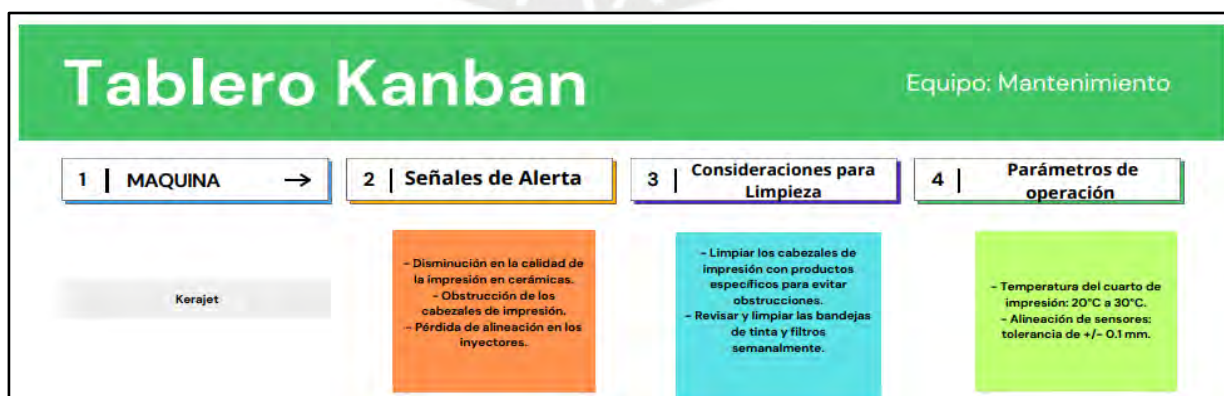 Tablero Kanban
Equipo: Mantenimiento
1 | MAQUINA →
2 | Señales de Alerta
3 | Consideraciones para
Limpieza
4 | Parámetros de
operación
Kerajet
- Disminución en la calidad de
la impresión en cerámicas.
- Obstrucción de los
cabezales de impresión.
- Pérdida de alineación en los
inyectores.
- Limpiar los cabezales de
impresión con productos
específicos para evitar
obstrucciones.
- Revisar y limpiar las bandejas
de tinta y filtros
semanalmente.
- Temperatura del cuarto de
impresión: 20°C a 30°C.
- Alineación de sensores:
tolerancia de +/- 0.1 mm.